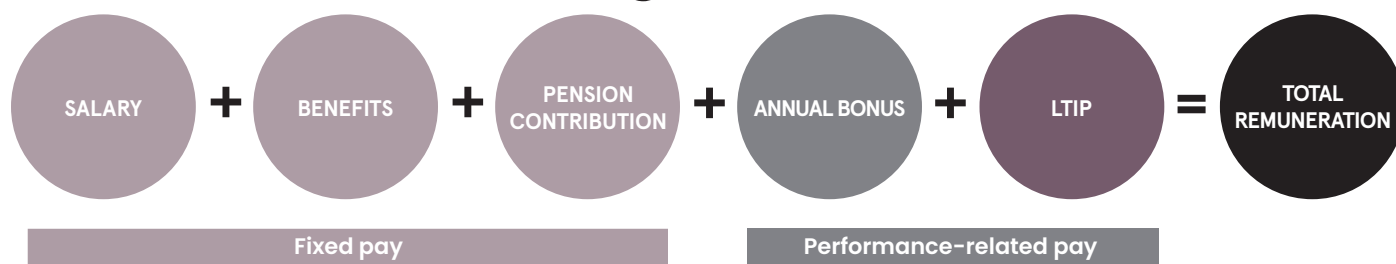 SALARY
+
BENEFITS
+
PENSION
CONTRIBUTION
+
ANNUAL BONUS
+
LTIP
=
TOTAL
REMUNERATION
Fixed pay
Performance-related pay